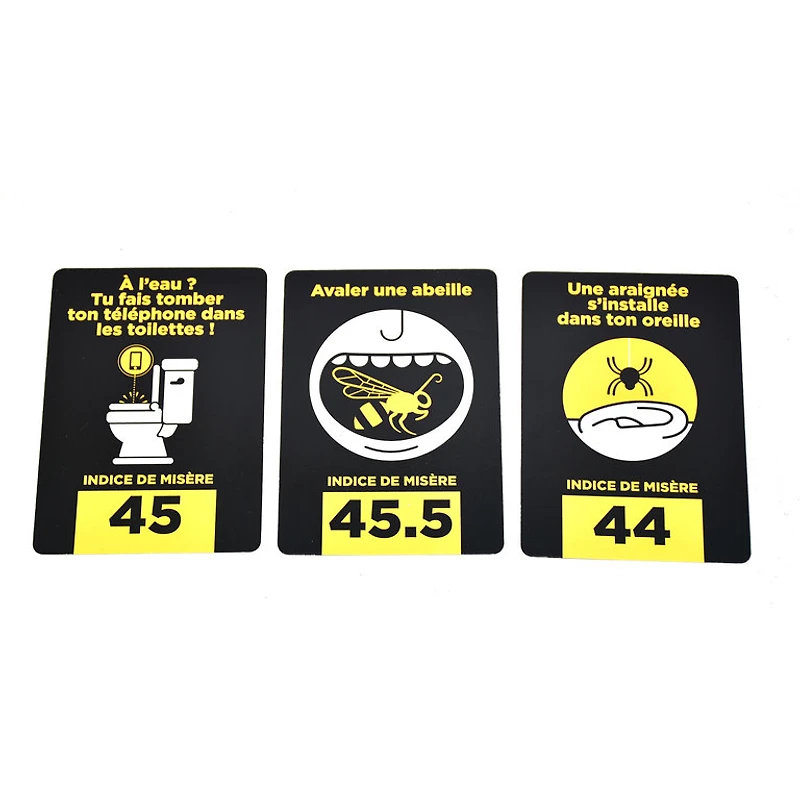 À l'eau ?
Tu fais tomber
ton téléphone dans
les toilettes !
INDICE DE MISÈRE
45
Avaler une abeille
INDICE DE MISÈRE
45.5
Une araignée
s'installe
dans ton oreille
INDICE DE MISÈRE
44